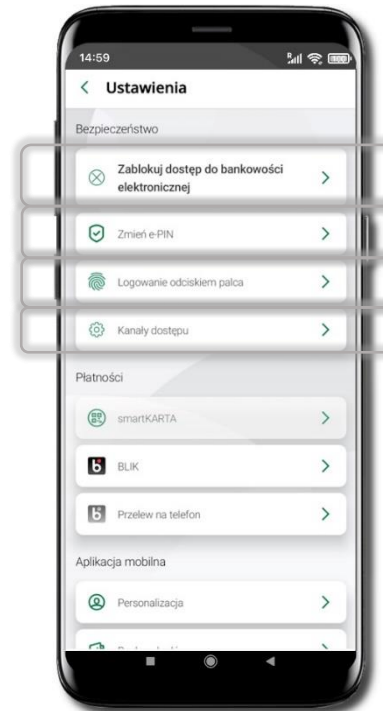 14:59
Ustawienia
Bezpieczeństwo
Zablokuj dostęp do bankowości
elektronicznej
Zmień e-PIN
Logowanie odciskiem palca
Kanały dostępu
Płatności
smartKARTA
BLIK
Przelew na telefon
Aplikacja mobilna
Personalizacja